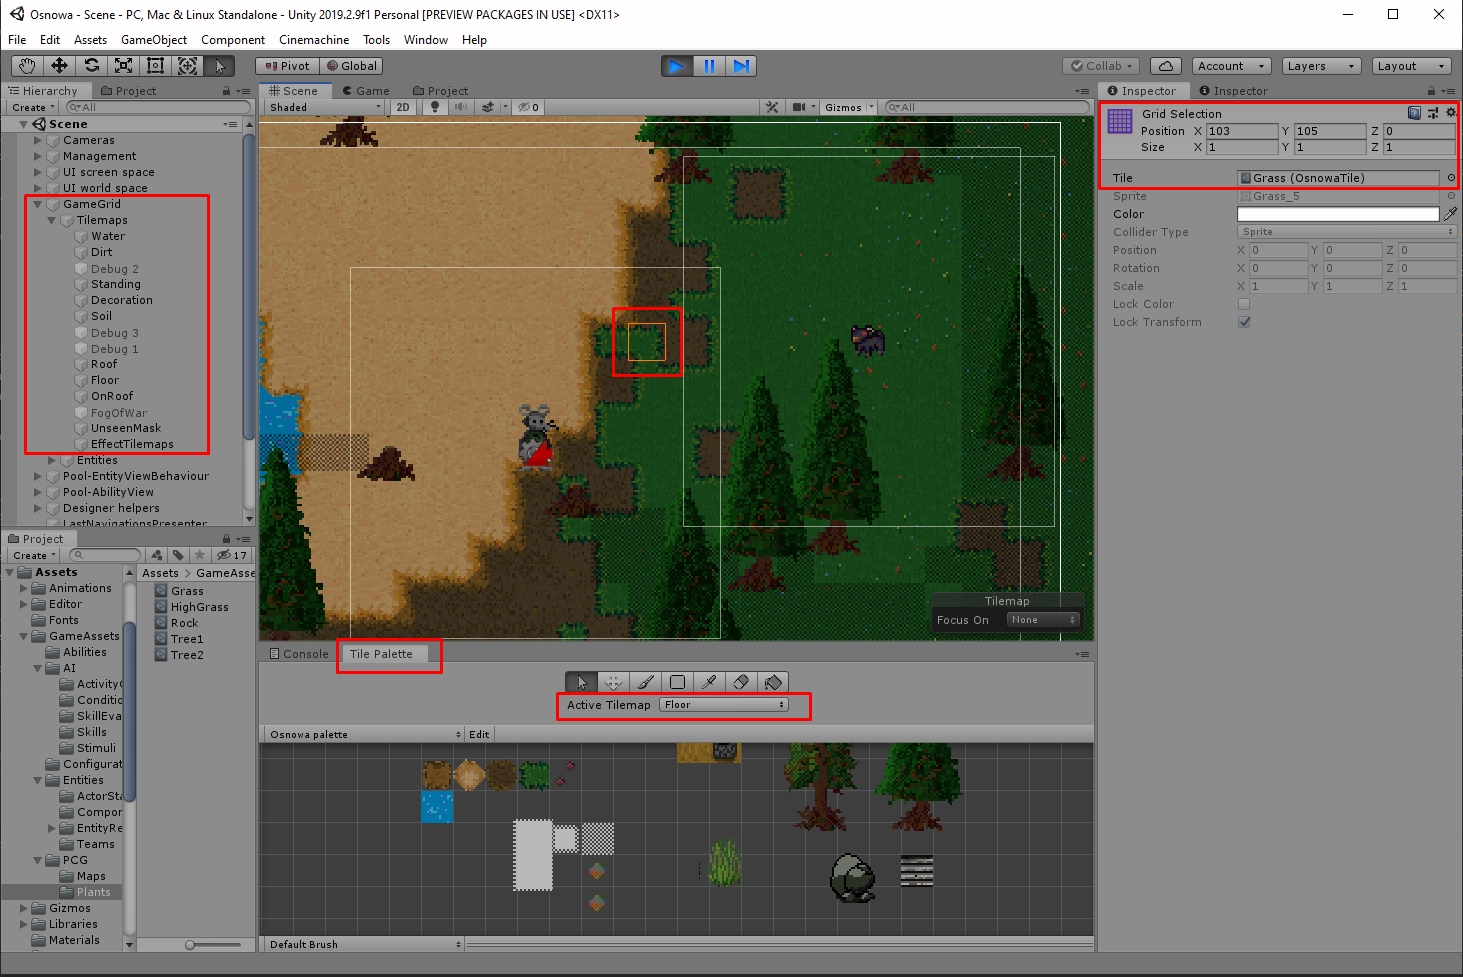 Osnowa - Scene - PC, Mac & Linux Standalone - Unity 2019.2.9f1 Personal [PREVIEW PACKAGES IN USE] <DX11>
File Edit Assets GameObject Component Cinemachine Tools Window Help
Pivot Global Collab Account Layers Layout
Hierarchy Project
Create All
Scene
Cameras
Management
UI screen space
UI world space
GameGrid
Tilemaps
Water
Dirt
Debug 2
Standing
Decoration
Soil
Debug 3
Debug 1
Roof
Floor
OnRoof
FogOfWar
UnseenMask
EffectTilemaps
Entities
Pool-EntityViewBehaviour
Pool-AbilityView
Designer helpers
LastNavigationsPresenter
Scene Game Project
Shaded 2D 0 Gizmos All
Tilemap
Focus On None
Inspector Inspector
Grid Selection
Position X 103 Y 105 Z 0
Size X 1 Y 1 Z 1
Tile Grass (OsnowaTile)
Sprite Grass_5
Color
Collider Type Sprite
Position X 0 Y 0 Z 0
Rotation X 0 Y 0 Z 0
Scale X 1 Y 1 Z 1
Lock Color
Lock Transform
Project
Create 17
Assets
Animations
Editor
Fonts
GameAssets
Abilities
AI
ActivityC
Conditio
SkillEva
Skills
Stimuli
Configurat
Entities
ActorSta
Compon
EntityRe
Teams
PCG
Maps
Plants
Gizmos
Libraries
Materials
Assets > GameAsse
Grass
HighGrass
Rock
Tree1
Tree2
Console Tile Palette
Active Tilemap Floor
Osnowa palette Edit
Default Brush